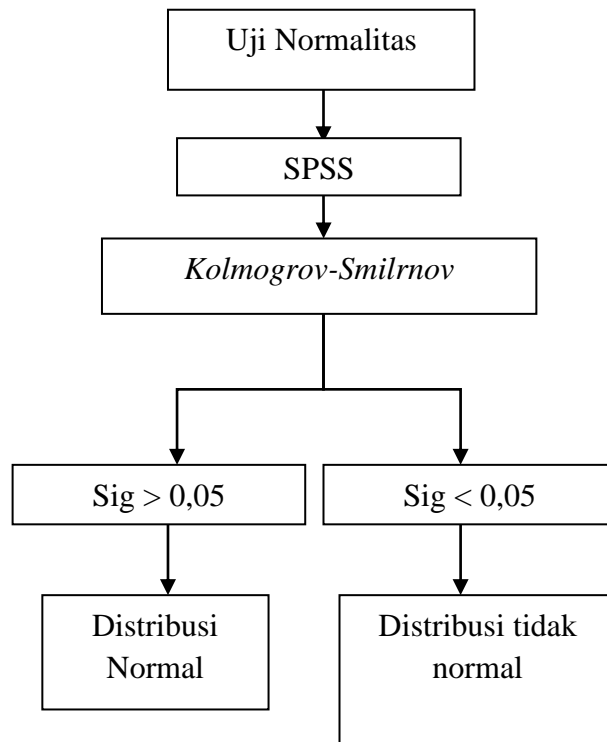 Uji Normalitas
SPSS
Kolmogrov-Smilrnov
Sig > 0,05
Sig < 0,05
Distribusi
Normal
Distribusi tidak
normal